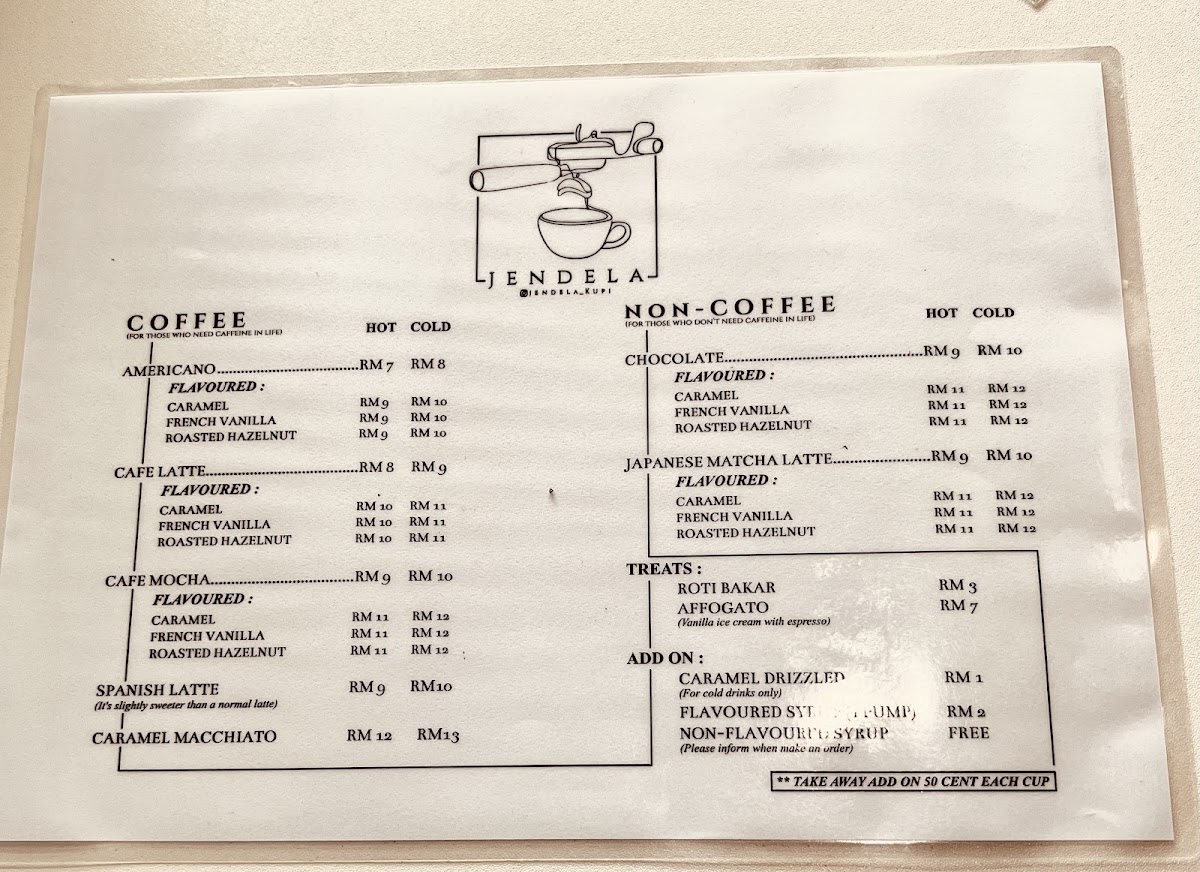 La
JENDELA
JENDELA_KUPI
COFFEE HOT COLD
(FOR THOSE WHO NEED CAFFEINE IN LIFE)
AMERICANO RM 7 RM 8
FLAVOURED :
CARAMEL RM 9 RM 10
FRENCH VANILLA RM 9 RM 10
ROASTED HAZELNUT RM 9 RM 10
CAFE LATTE RM 8 RM 9
FLAVOURED :
CARAMEL RM 10 RM 11
FRENCH VANILLA RM 10 RM 11
ROASTED HAZELNUT RM 10 RM 11
CAFE MOCHA RM 9 RM 10
FLAVOURED :
CARAMEL RM 11 RM 12
FRENCH VANILLA RM 11 RM 12
ROASTED HAZELNUT RM 11 RM 12
SPANISH LATTE RM 9 RM10
(It's slightly sweeter than a normal latte)
CARAMEL MACCHIATO RM 12 RM13
NON-COFFEE HOT COLD
(FOR THOSE WHO DON'T NEED CAFFEINE IN LIFE)
CHOCOLATE RM 9 RM 10
FLAVOURED :
CARAMEL RM 11 RM 12
FRENCH VANILLA RM 11 RM 12
ROASTED HAZELNUT RM 11 RM 12
JAPANESE MATCHA LATTE RM 9 RM 10
FLAVOURED :
CARAMEL RM 11 RM 12
FRENCH VANILLA RM 11 RM 12
ROASTED HAZELNUT RM 11 RM 12
TREATS :
ROTI BAKAR RM 3
AFFOGATO RM 7
(Vanilla ice cream with espresso)
ADD ON :
CARAMEL DRIZZLED RM 1
(For cold drinks only)
FLAVOURED SYRUP (1 PUMP) RM 2
NON-FLAVOURED SYRUP FREE
(Please inform when make an order)
** TAKE AWAY ADD ON 50 CENT EACH CUP